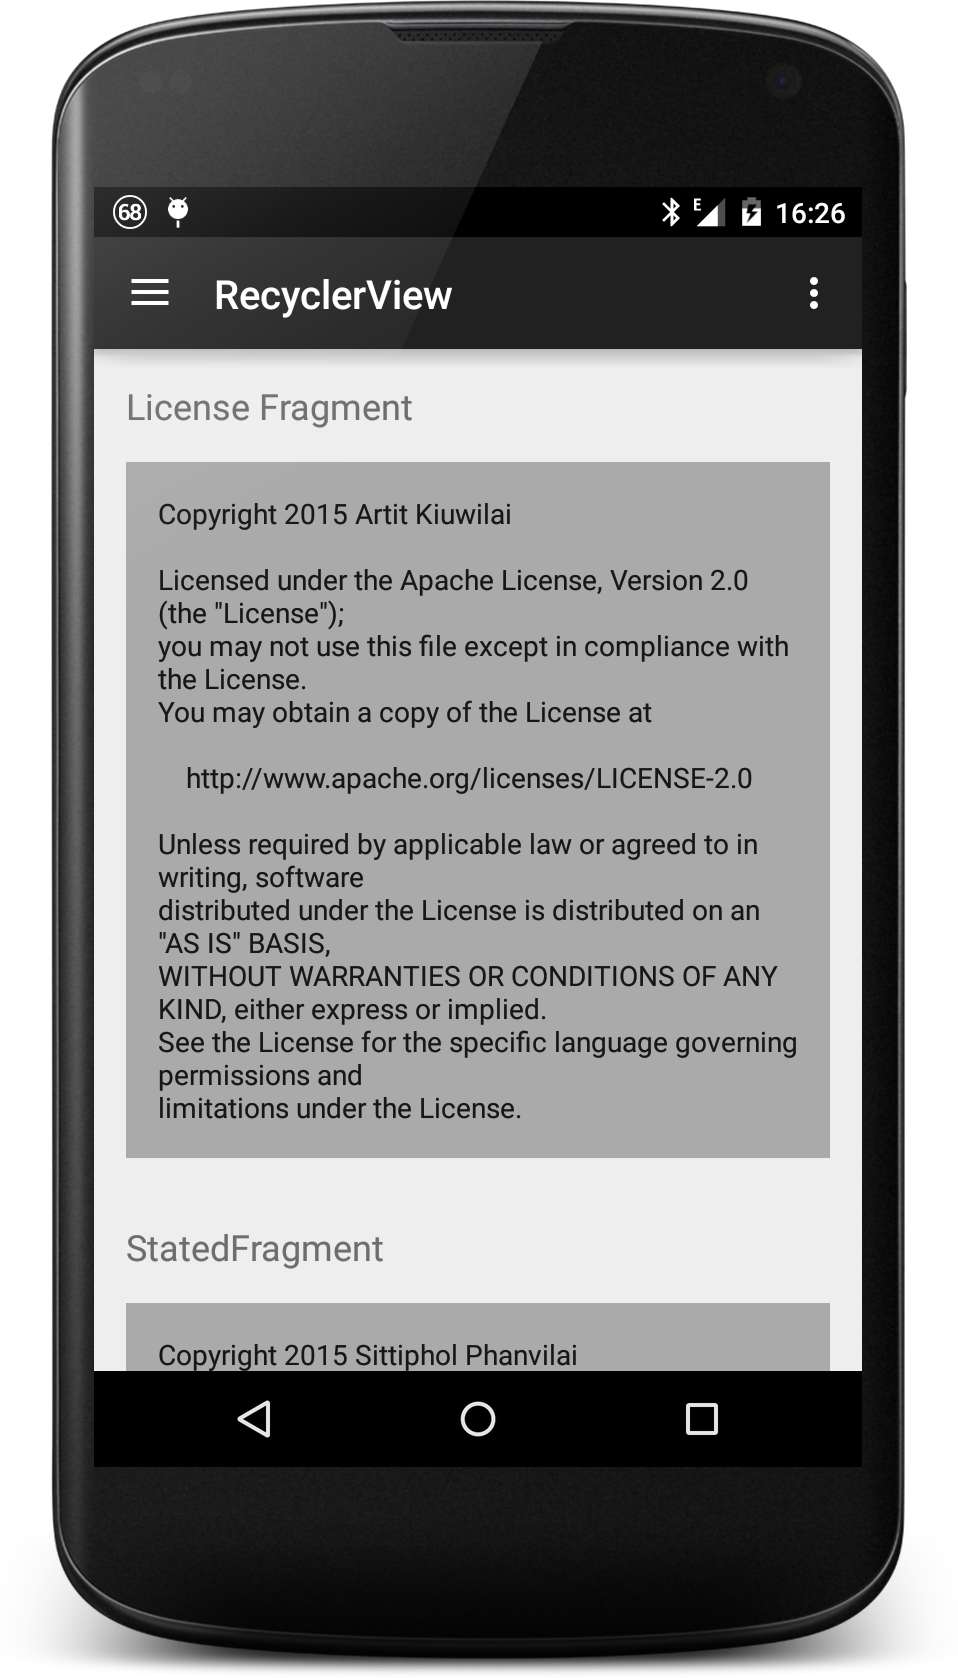 68 E 16:26
RecyclerView
License Fragment
Copyright 2015 Artit Kiuwilai
Licensed under the Apache License, Version 2.0
(the "License");
you may not use this file except in compliance with
the License.
You may obtain a copy of the License at
http://www.apache.org/licenses/LICENSE-2.0
Unless required by applicable law or agreed to in
writing, software
distributed under the License is distributed on an
"AS IS" BASIS,
WITHOUT WARRANTIES OR CONDITIONS OF ANY
KIND, either express or implied.
See the License for the specific language governing
permissions and
limitations under the License.
StatedFragment
Copyright 2015 Sittiphol Phanvilai